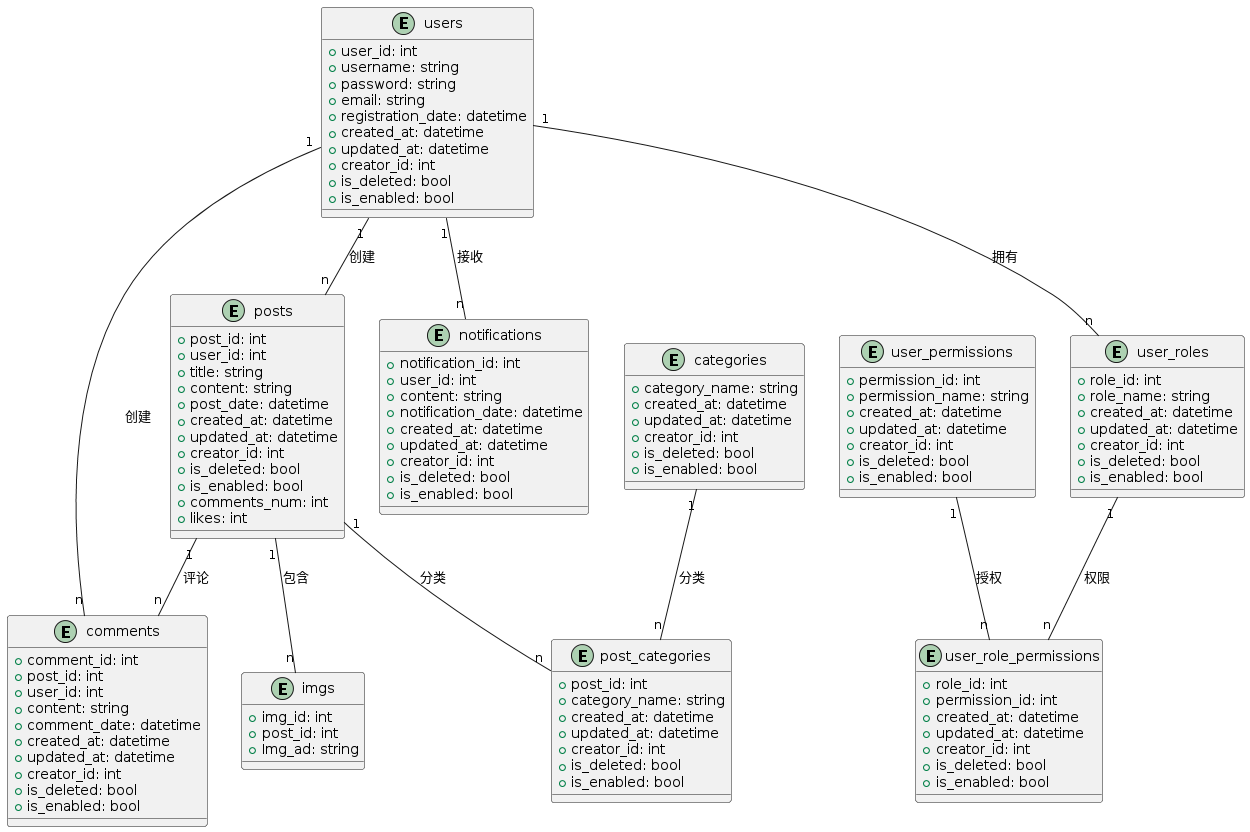 E users
user_id: int
username: string
password: string
email: string
registration_date: datetime
created_at: datetime
updated_at: datetime
creator_id: int
is_deleted: bool
is_enabled: bool
1
1
1
1
创建
接收
拥有
n
n
n
E posts
post_id: int
user_id: int
title: string
content: string
post_date: datetime
created_at: datetime
updated_at: datetime
creator_id: int
is_deleted: bool
is_enabled: bool
comments_num: int
likes: int
E notifications
notification_id: int
user_id: int
content: string
notification_date: datetime
created_at: datetime
updated_at: datetime
creator_id: int
is_deleted: bool
is_enabled: bool
E categories
category_name: string
created_at: datetime
updated_at: datetime
creator_id: int
is_deleted: bool
is_enabled: bool
E user_permissions
permission_id: int
permission_name: string
created_at: datetime
updated_at: datetime
creator_id: int
is_deleted: bool
is_enabled: bool
E user_roles
role_id: int
role_name: string
created_at: datetime
updated_at: datetime
creator_id: int
is_deleted: bool
is_enabled: bool
创建
1
1
1
1
1
1
评论
包含
分类
分类
授权
权限
n
n
n
n
n
n
n
E comments
comment_id: int
post_id: int
user_id: int
content: string
comment_date: datetime
created_at: datetime
updated_at: datetime
creator_id: int
is_deleted: bool
is_enabled: bool
E imgs
img_id: int
post_id: int
Img_ad: string
E post_categories
post_id: int
category_name: string
created_at: datetime
updated_at: datetime
creator_id: int
is_deleted: bool
is_enabled: bool
E user_role_permissions
role_id: int
permission_id: int
created_at: datetime
updated_at: datetime
creator_id: int
is_deleted: bool
is_enabled: bool